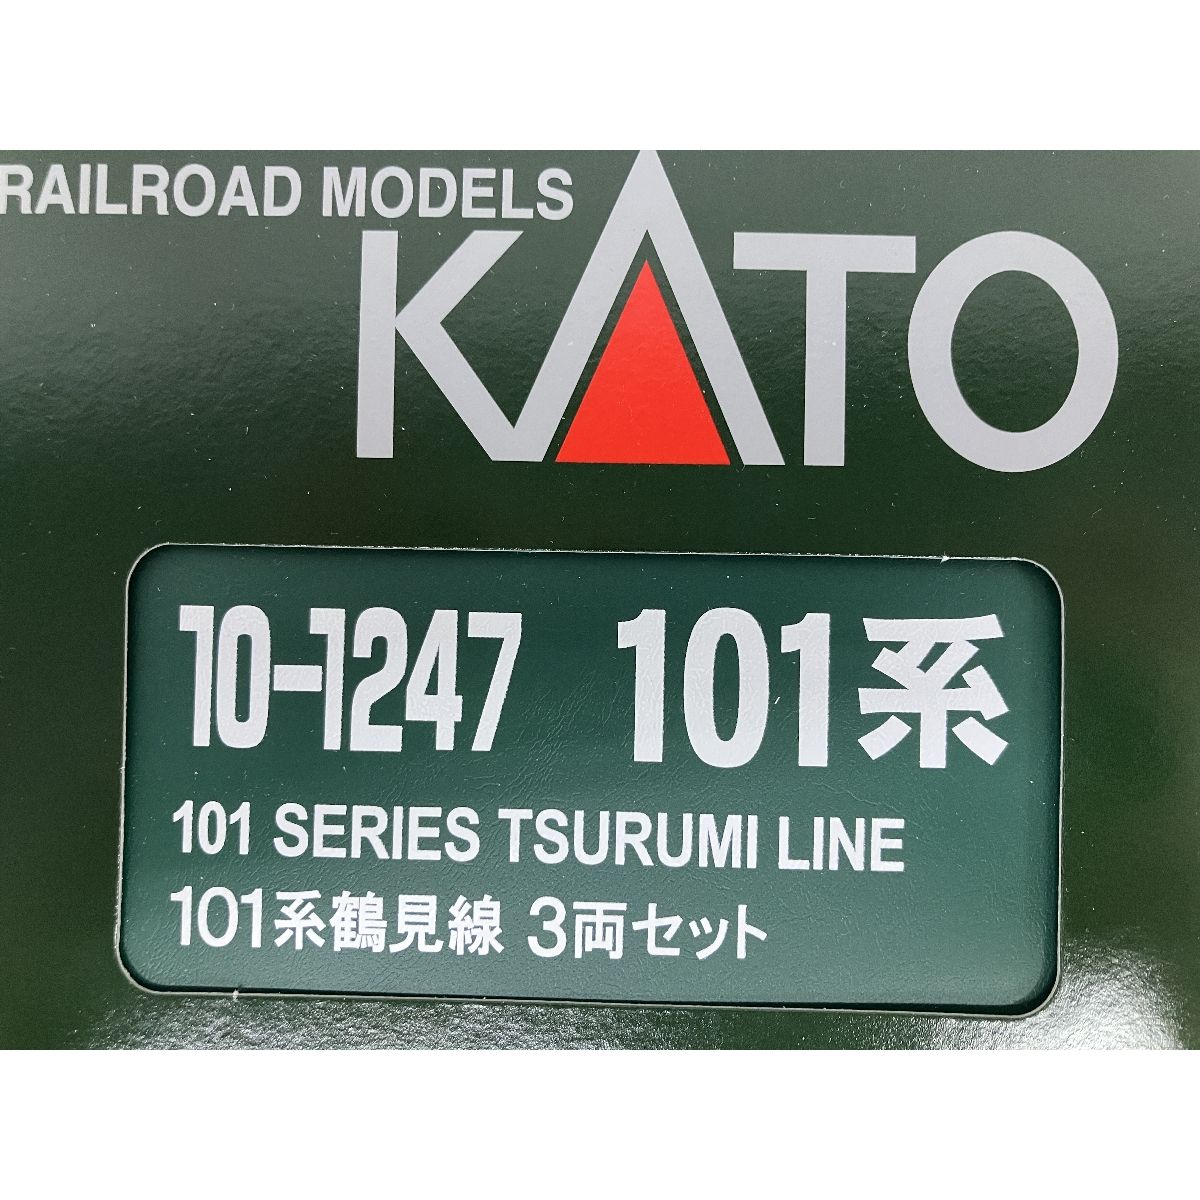 RAILROAD MODELS
KATO
10-1247 101系
101 SERIES TSURUMI LINE
101系鶴見線 3両セット